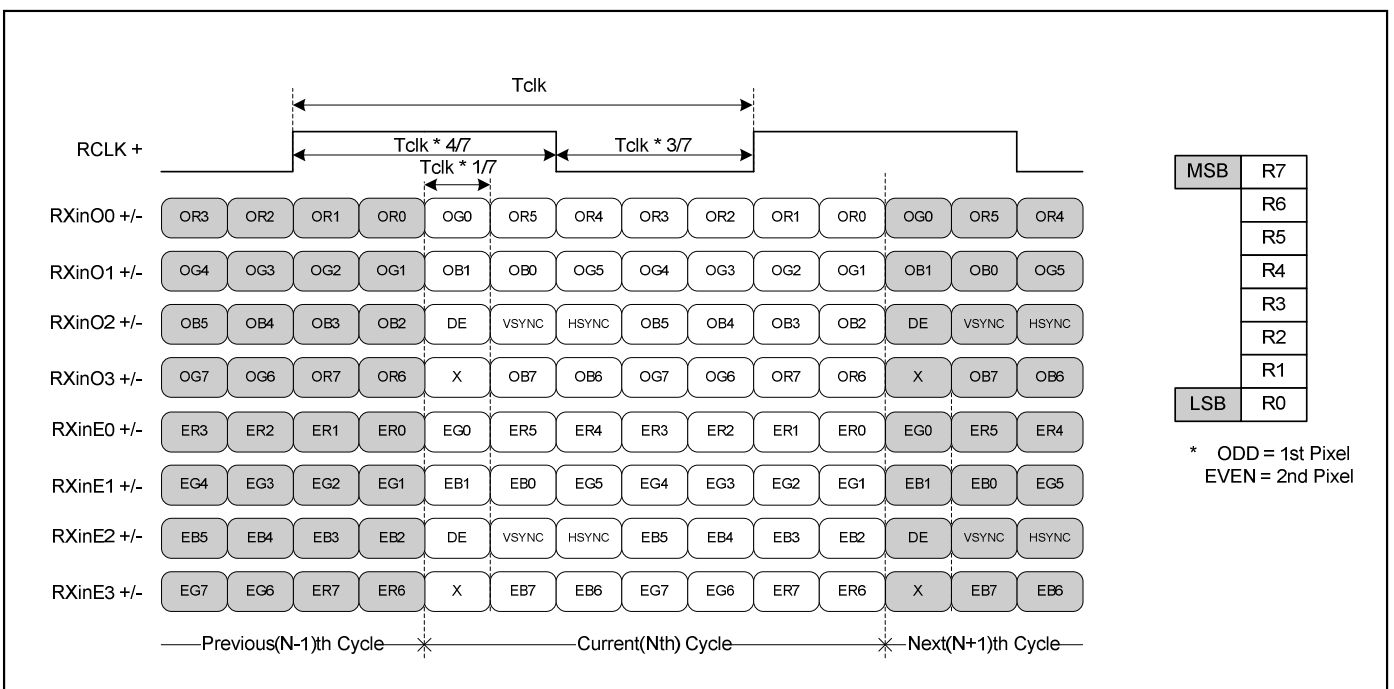 Tclk
RCLK +
Tclk * 4/7
Tclk * 3/7
Tclk * 1/7
RXinO0 +/- OR3 OR2 OR1 OR0 OG0 OR5 OR4 OR3 OR2 OR1 OR0 OG0 OR5 OR4
RXinO1 +/- OG4 OG3 OG2 OG1 OB1 OB0 OG5 OG4 OG3 OG2 OG1 OB1 OB0 OG5
RXinO2 +/- OB5 OB4 OB3 OB2 DE VSYNC HSYNC OB5 OB4 OB3 OB2 DE VSYNC HSYNC
RXinO3 +/- OG7 OG6 OR7 OR6 X OB7 OB6 OG7 OG6 OR7 OR6 X OB7 OB6
RXinE0 +/- ER3 ER2 ER1 ER0 EG0 ER5 ER4 ER3 ER2 ER1 ER0 EG0 ER5 ER4
RXinE1 +/- EG4 EG3 EG2 EG1 EB1 EB0 EG5 EG4 EG3 EG2 EG1 EB1 EB0 EG5
RXinE2 +/- EB5 EB4 EB3 EB2 DE VSYNC HSYNC EB5 EB4 EB3 EB2 DE VSYNC HSYNC
RXinE3 +/- EG7 EG6 ER7 ER6 X EB7 EB6 EG7 EG6 ER7 ER6 X EB7 EB6
Previous(N-1)th Cycle Current(Nth) Cycle Next(N+1)th Cycle
MSB R7
R6
R5
R4
R3
R2
R1
LSB R0
* ODD = 1st Pixel
EVEN = 2nd Pixel